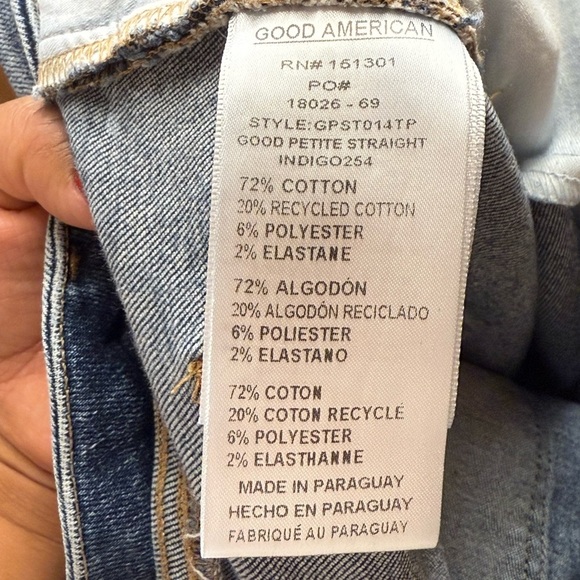 GOOD AMERICAN
RN# 151301
PO#
18026 - 69
STYLE:GPST014TP
GOOD PETITE STRAIGHT
INDIGO254
72% COTTON
20% RECYCLED COTTON
6% POLYESTER
2% ELASTANE
72% ALGODÓN
20% ALGODÓN RECICLADO
6% POLIESTER
2% ELASTANO
72% COTON
20% COTON RECYCLÉ
6% POLYESTER
2% ELASTHANNE
MADE IN PARAGUAY
HECHO EN PARAGUAY
FABRIQUÉ AU PARAGUAY